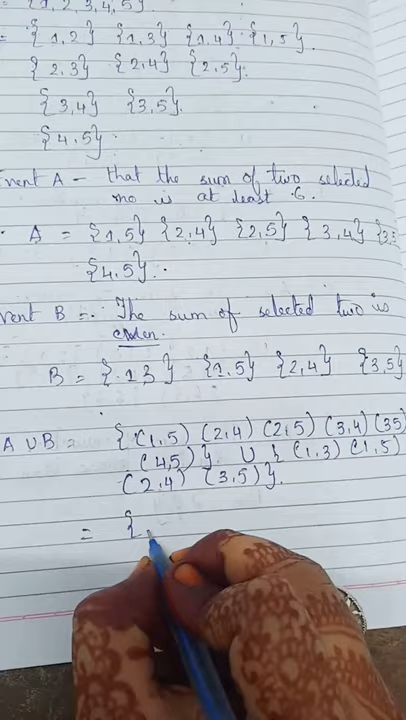 = {1, 2, 3, 4, 5}
= {1,2} {1,3} {1,4} {1,5}.
{2,3} {2,4} {2,5}.
{3,4} {3,5}.
{4,5}.
Event A - that the sum of two selected
no is at least 6.
A = {1,5} {2,4} {2,5} {3,4} {3,5
{4,5}.
Event B = The sum of selected two is
even.
B = {13} {1,5} {2,4} {3,5}
A ∪ B = {(1,5) (2,4) (2,5) (3,4) (35)
(4,5)}. ∪ {(1,3) (1,5)
(2,4) (3,5)}.
= {